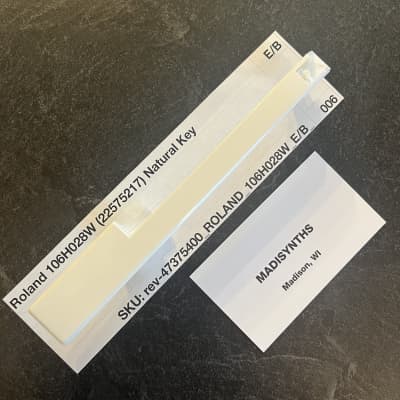 E/B
Roland 106H028W (22575217) Natural Key
SKU: rev-47375400 ROLAND 106H028W E/B 006
MADISYNTHS
Madison, WI